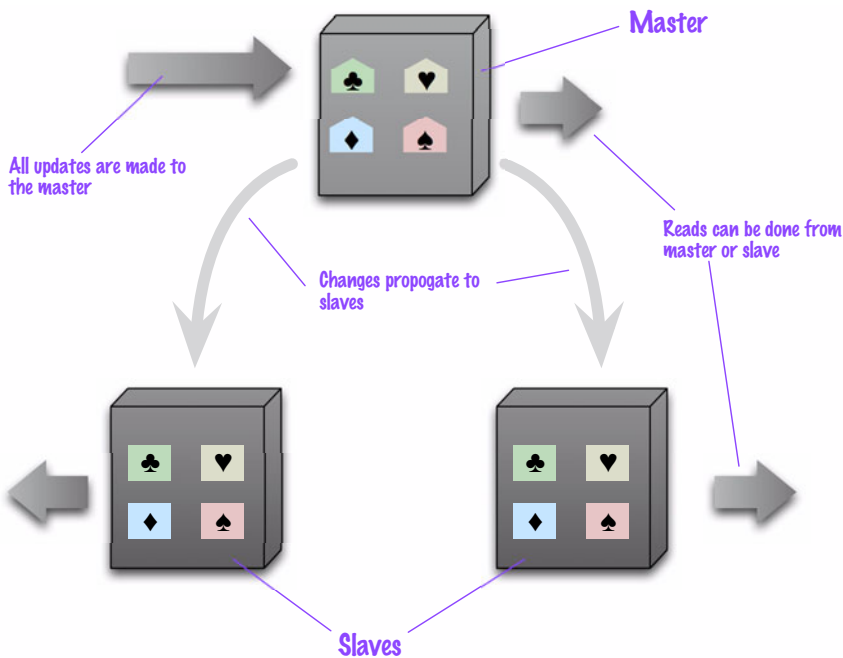 Master
All updates are made to
the master
Reads can be done from
master or slave
Changes propogate to
slaves
Slaves